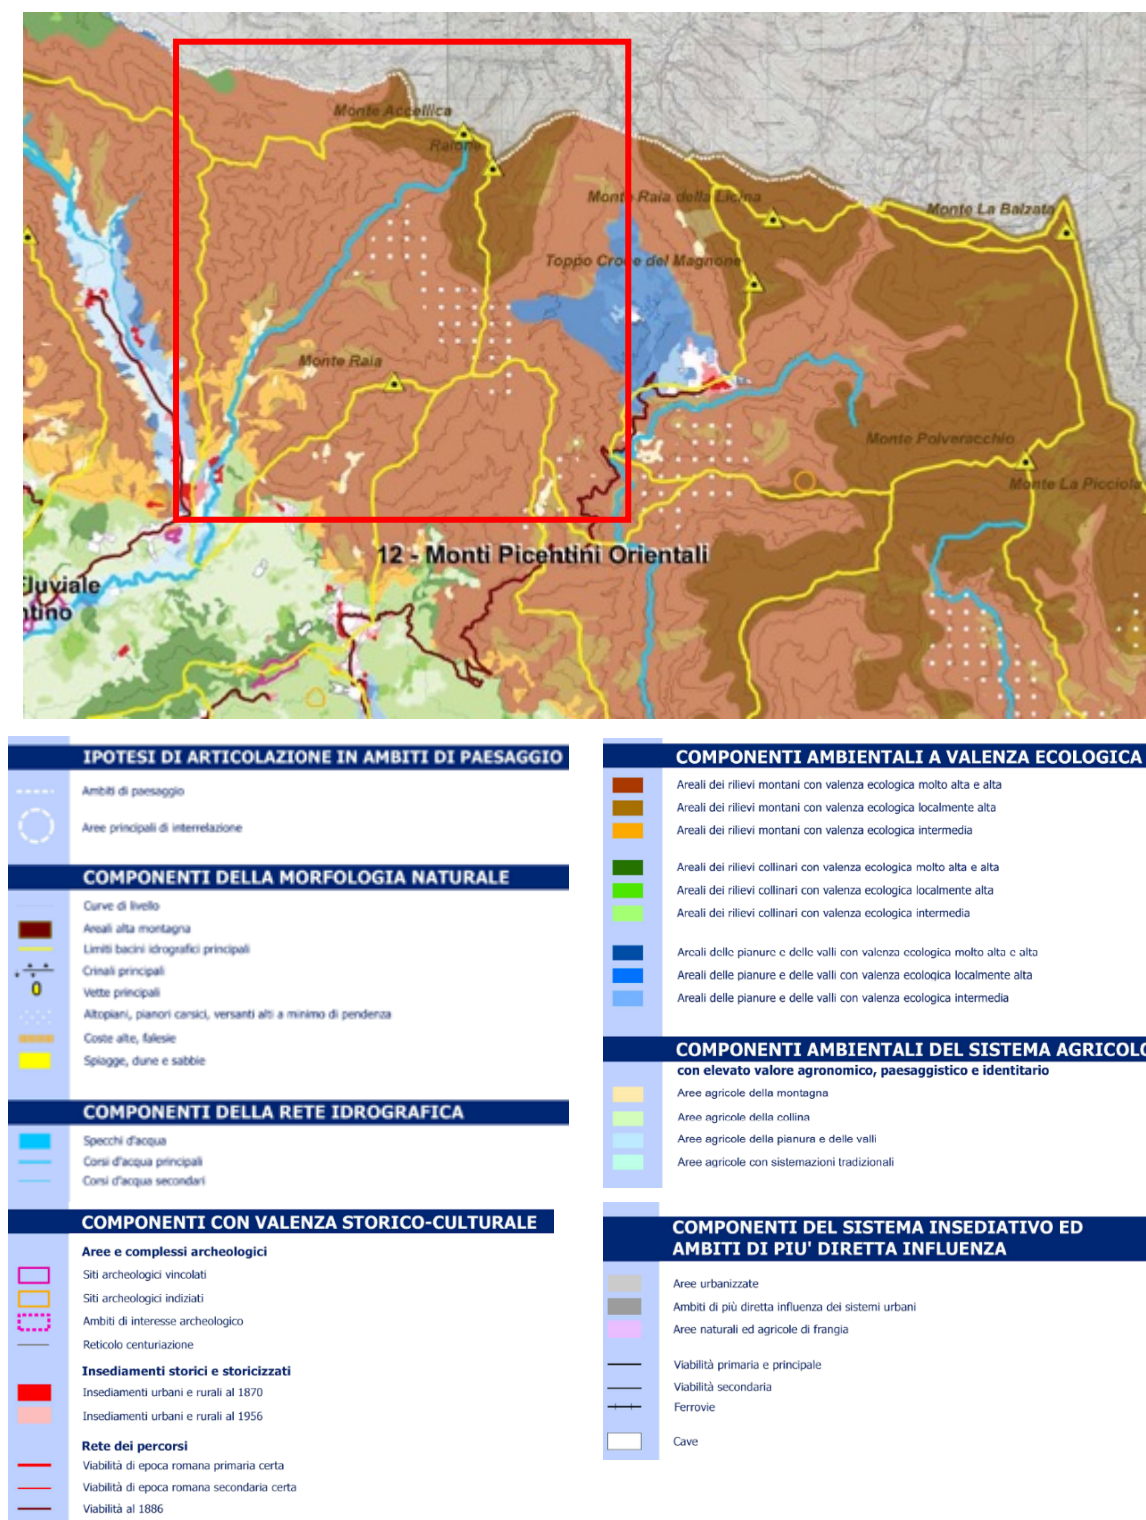 Monte Accellica
Raione
Monte Raia della Licina
Monte La Balzata
Toppo Croce del Magnone
Monte Raia
Monte Polveracchio
Monte La Picciola
12 - Monti Picentini Orientali
fluviale
ntino
IPOTESI DI ARTICOLAZIONE IN AMBITI DI PAESAGGIO
Ambiti di paesaggio
Aree principali di interrelazione
COMPONENTI DELLA MORFOLOGIA NATURALE
Curve di livello
Areali alta montagna
Limiti bacini idrografici principali
Crinali principali
Vette principali
Altopiani, pianori carsici, versanti alti a minimo di pendenza
Coste alte, falesie
Spiagge, dune e sabbie
COMPONENTI DELLA RETE IDROGRAFICA
Specchi d'acqua
Corsi d'acqua principali
Corsi d'acqua secondari
COMPONENTI CON VALENZA STORICO-CULTURALE
Aree e complessi archeologici
Siti archeologici vincolati
Siti archeologici indiziati
Ambiti di interesse archeologico
Reticolo centuriazione
Insediamenti storici e storicizzati
Insediamenti urbani e rurali al 1870
Insediamenti urbani e rurali al 1956
Rete dei percorsi
Viabilità di epoca romana primaria certa
Viabilità di epoca romana secondaria certa
Viabilità al 1886
COMPONENTI AMBIENTALI A VALENZA ECOLOGICA
Areali dei rilievi montani con valenza ecologica molto alta e alta
Areali dei rilievi montani con valenza ecologica localmente alta
Areali dei rilievi montani con valenza ecologica intermedia
Areali dei rilievi collinari con valenza ecologica molto alta e alta
Areali dei rilievi collinari con valenza ecologica localmente alta
Areali dei rilievi collinari con valenza ecologica intermedia
Areali delle pianure e delle valli con valenza ecologica molto alta e alta
Areali delle pianure e delle valli con valenza ecologica localmente alta
Areali delle pianure e delle valli con valenza ecologica intermedia
COMPONENTI AMBIENTALI DEL SISTEMA AGRICOLO
con elevato valore agronomico, paesaggistico e identitario
Aree agricole della montagna
Aree agricole della collina
Aree agricole della pianura e delle valli
Aree agricole con sistemazioni tradizionali
COMPONENTI DEL SISTEMA INSEDIATIVO ED
AMBITI DI PIU' DIRETTA INFLUENZA
Aree urbanizzate
Ambiti di più diretta influenza dei sistemi urbani
Aree naturali ed agricole di frangia
Viabilità primaria e principale
Viabilità secondaria
Ferrovie
Cave